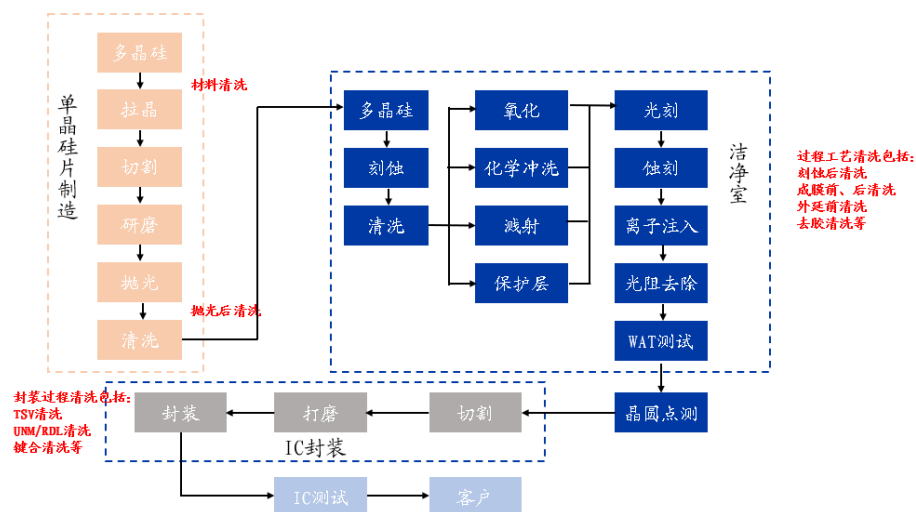 单晶硅片制造
多晶硅
拉晶
切割
研磨
抛光
清洗
材料清洗
抛光后清洗
多晶硅
刻蚀
清洗
氧化
化学冲洗
溅射
保护层
光刻
蚀刻
离子注入
光阻去除
WAT测试
洁净室
过程工艺清洗包括:
刻蚀后清洗
成膜前、后清洗
外延前清洗
去胶清洗等
晶圆点测
切割
打磨
封装
IC封装
封装过程清洗包括:
TSV清洗
UNM/RDL清洗
键合清洗等
IC测试
客户